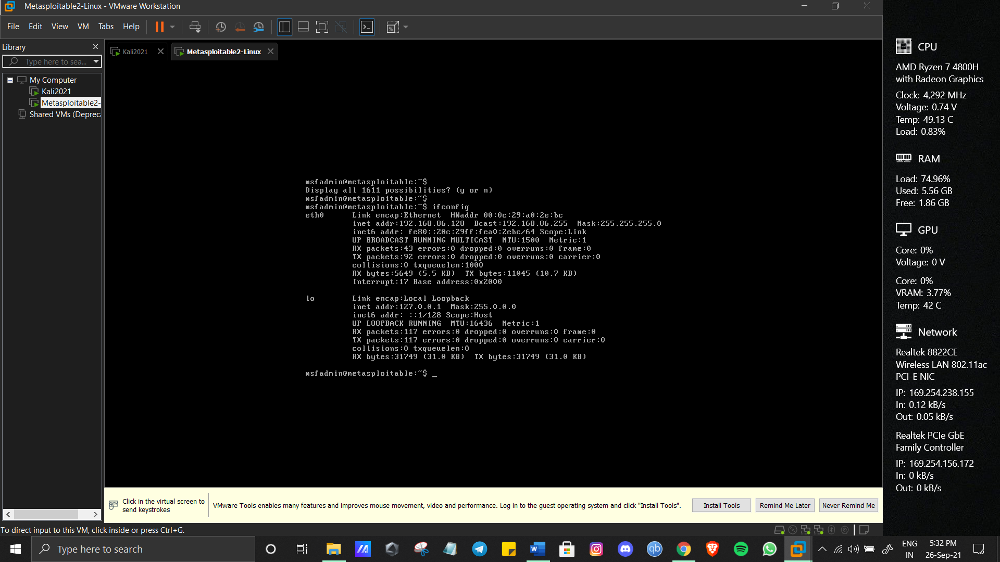 Metasploitable2-Linux - VMware Workstation
File Edit View VM Tabs Help
Library
Type here to sea...
My Computer
Kali2021
Metasploitable2-
Shared VMs (Depreca
Kali2021
Metasploitable2-Linux
msfadmin@metasploitable:~$
Display all 1611 possibilities? (y or n)
msfadmin@metasploitable:~$
msfadmin@metasploitable:~$ ifconfig
eth0 Link encap:Ethernet HWaddr 00:0c:29:a0:2e:bc
inet addr:192.168.86.128 Bcast:192.168.86.255 Mask:255.255.255.0
inet6 addr: fe80::20c:29ff:fea0:2ebc/64 Scope:Link
UP BROADCAST RUNNING MULTICAST MTU:1500 Metric:1
RX packets:43 errors:0 dropped:0 overruns:0 frame:0
TX packets:92 errors:0 dropped:0 overruns:0 carrier:0
collisions:0 txqueuelen:1000
RX bytes:5649 (5.5 KB) TX bytes:11045 (10.7 KB)
Interrupt:17 Base address:0x2000
lo Link encap:Local Loopback
inet addr:127.0.0.1 Mask:255.0.0.0
inet6 addr: ::1/128 Scope:Host
UP LOOPBACK RUNNING MTU:16436 Metric:1
RX packets:117 errors:0 dropped:0 overruns:0 frame:0
TX packets:117 errors:0 dropped:0 overruns:0 carrier:0
collisions:0 txqueuelen:0
RX bytes:31749 (31.0 KB) TX bytes:31749 (31.0 KB)
msfadmin@metasploitable:~$ _
Click in the virtual screen to
send keystrokes
VMware Tools enables many features and improves mouse movement, video and performance. Log in to the guest operating system and click "Install Tools".
Install Tools
Remind Me Later
Never Remind Me
To direct input to this VM, click inside or press Ctrl+G.
CPU
AMD Ryzen 7 4800H
with Radeon Graphics
Clock: 4,292 MHz
Voltage: 0.74 V
Temp: 49.13 C
Load: 0.83%
RAM
Load: 74.96%
Used: 5.56 GB
Free: 1.86 GB
GPU
Core: 0%
Voltage: 0 V
Core: 0%
VRAM: 3.77%
Temp: 42 C
Network
Realtek 8822CE
Wireless LAN 802.11ac
PCI-E NIC
IP: 169.254.238.155
In: 0.12 kB/s
Out: 0.05 kB/s
Realtek PCIe GbE
Family Controller
IP: 169.254.156.172
In: 0 kB/s
Out: 0 kB/s
Type here to search
qb
ENG
IN
5:32 PM
26-Sep-21